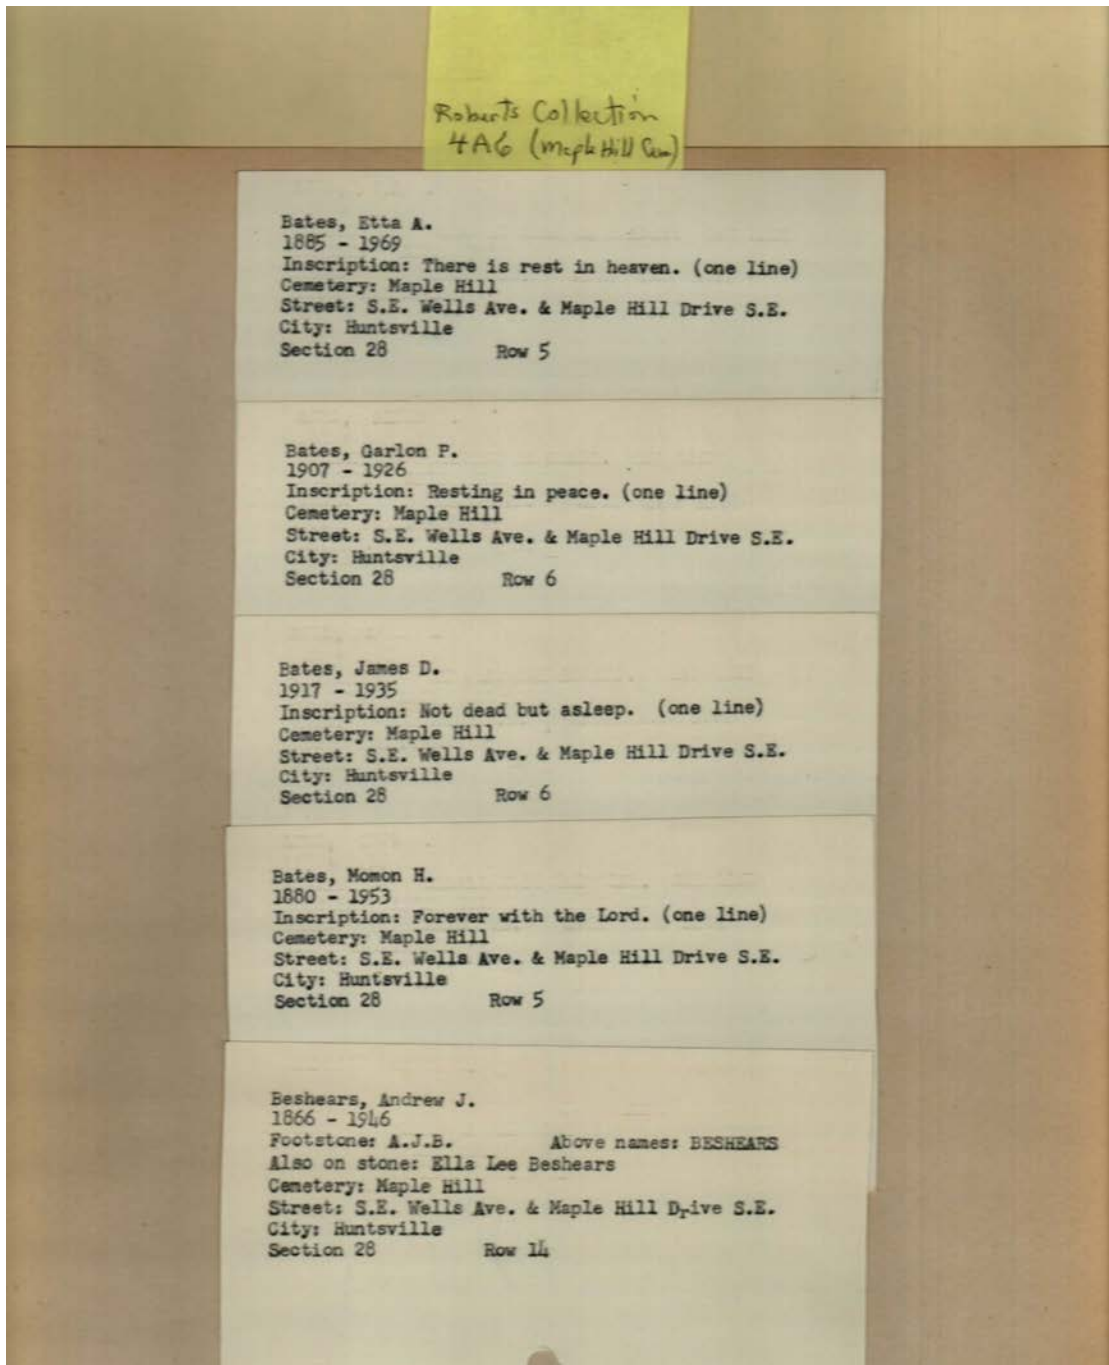 Roberts Collection
4A6 (Maple Hill Cem)
Bates, Etta A.
1885 - 1969
Inscription: There is rest in heaven. (one line)
Cemetery: Maple Hill
Street: S.E. Wells Ave. & Maple Hill Drive S.E.
City: Huntsville
Section 28 Row 5
Bates, Garlon P.
1907 - 1926
Inscription: Resting in peace. (one line)
Cemetery: Maple Hill
Street: S.E. Wells Ave. & Maple Hill Drive S.E.
City: Huntsville
Section 28 Row 6
Bates, James D.
1917 - 1935
Inscription: Not dead but asleep. (one line)
Cemetery: Maple Hill
Street: S.E. Wells Ave. & Maple Hill Drive S.E.
City: Huntsville
Section 28 Row 6
Bates, Momon H.
1880 - 1953
Inscription: Forever with the Lord. (one line)
Cemetery: Maple Hill
Street: S.E. Wells Ave. & Maple Hill Drive S.E.
City: Huntsville
Section 28 Row 5
Beshears, Andrew J.
1866 - 1946
Footstone: A.J.B. Above names: BESHEARS
Also on stone: Ella Lee Beshears
Cemetery: Maple Hill
Street: S.E. Wells Ave. & Maple Hill Drive S.E.
City: Huntsville
Section 28 Row 14